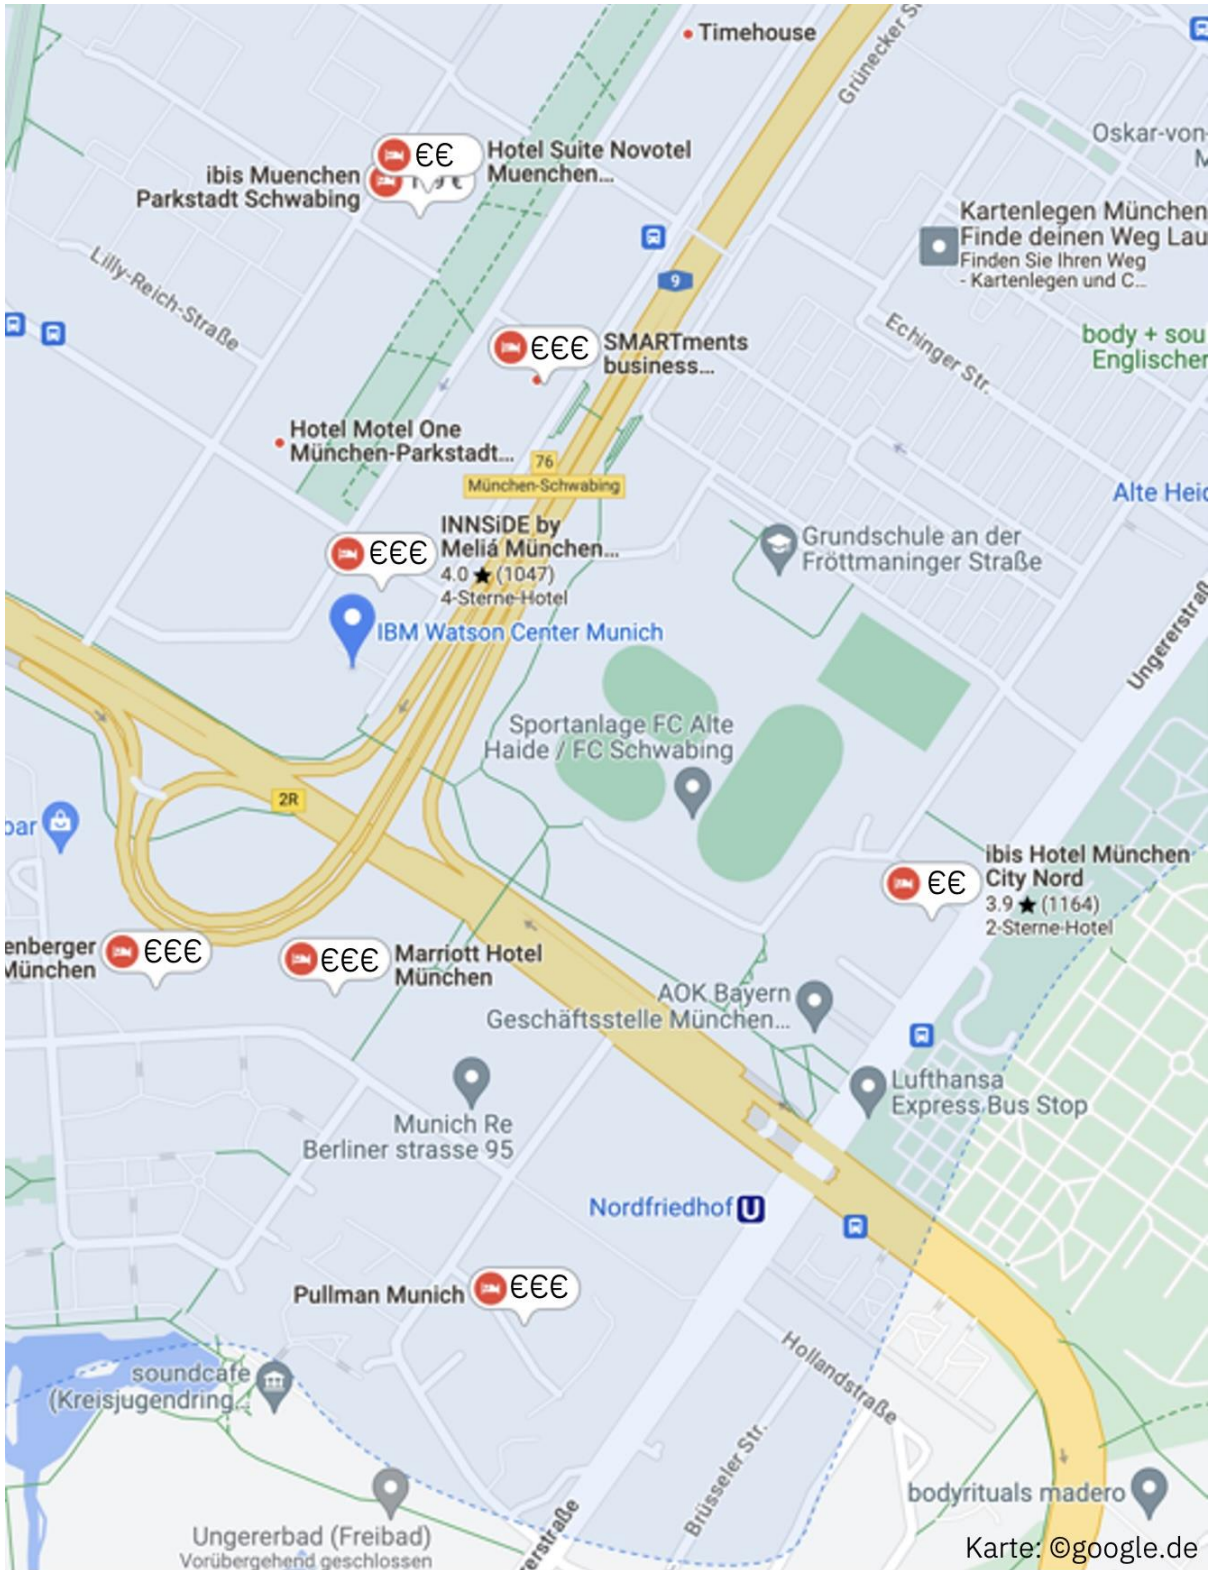 Timehouse
Grünecker
Oskar-von-
M
€€
Hotel Suite Novotel
Muenchen...
ibis Muenchen
Parkstadt Schwabing
Kartenlegen München
Finde deinen Weg Lau
Finden Sie Ihren Weg
- Kartenlegen und C...
Lilly-Reich-Straße
9
Echinger Str.
body + sou
Englischer
€€€
SMARTments
business...
Hotel Motel One
München-Parkstadt...
76
München-Schwabing
Alte Heid
€€€
INNSiDE by
Meliá München...
4.0 ★ (1047)
4-Sterne-Hotel
Grundschule an der
Fröttmaninger Straße
IBM Watson Center Munich
Ungererstraß
Sportanlage FC Alte
Haide / FC Schwabing
2R
bar
ibis Hotel München
City Nord
3.9 ★ (1164)
2-Sterne-Hotel
€€
enberger
München
€€€
€€€
Marriott Hotel
München
AOK Bayern
Geschäftsstelle München...
Lufthansa
Express Bus Stop
Munich Re
Berliner strasse 95
Nordfriedhof U
Pullman Munich
€€€
Hollandstraße
soundcafe
(Kreisjugendring...
Brüsseler Str.
bodyrituals madero
Ungererbad (Freibad)
Vorübergehend geschlossen
rerstraße
Karte: ©google.de